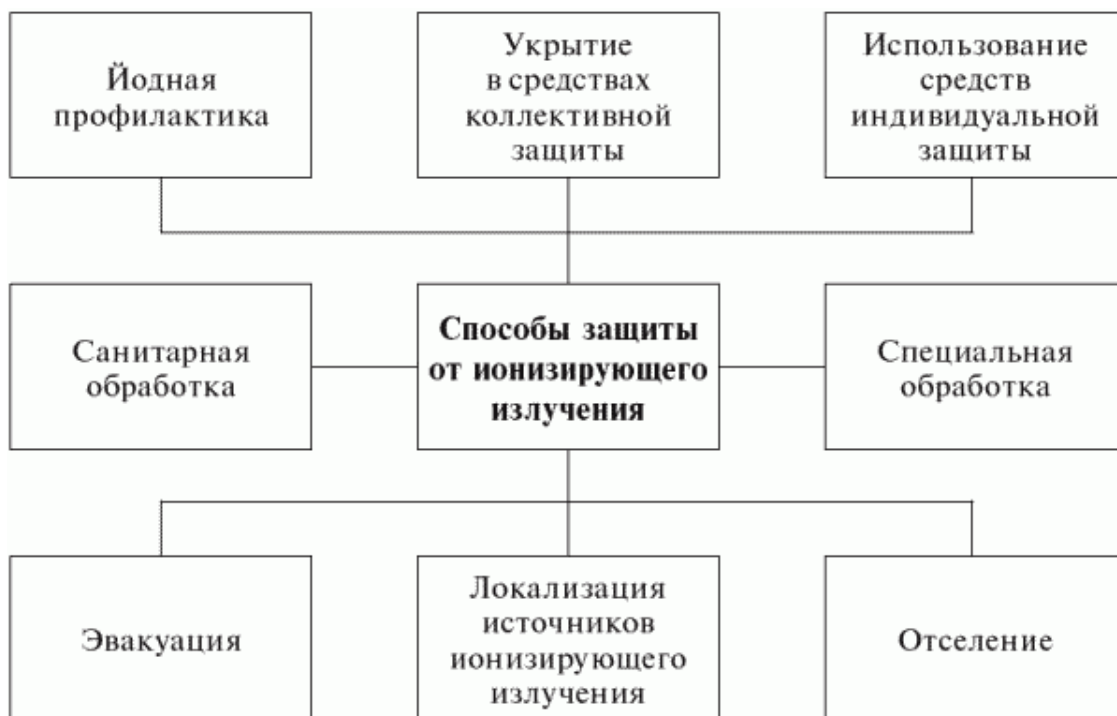 Йодная
профилактика
Укрытие
в средствах
коллективной
защиты
Использование
средств
индивидуальной
защиты
Санитарная
обработка
Способы защиты
от ионизирующего
излучения
Специальная
обработка
Эвакуация
Локализация
источников
ионизирующего
излучения
Отселение